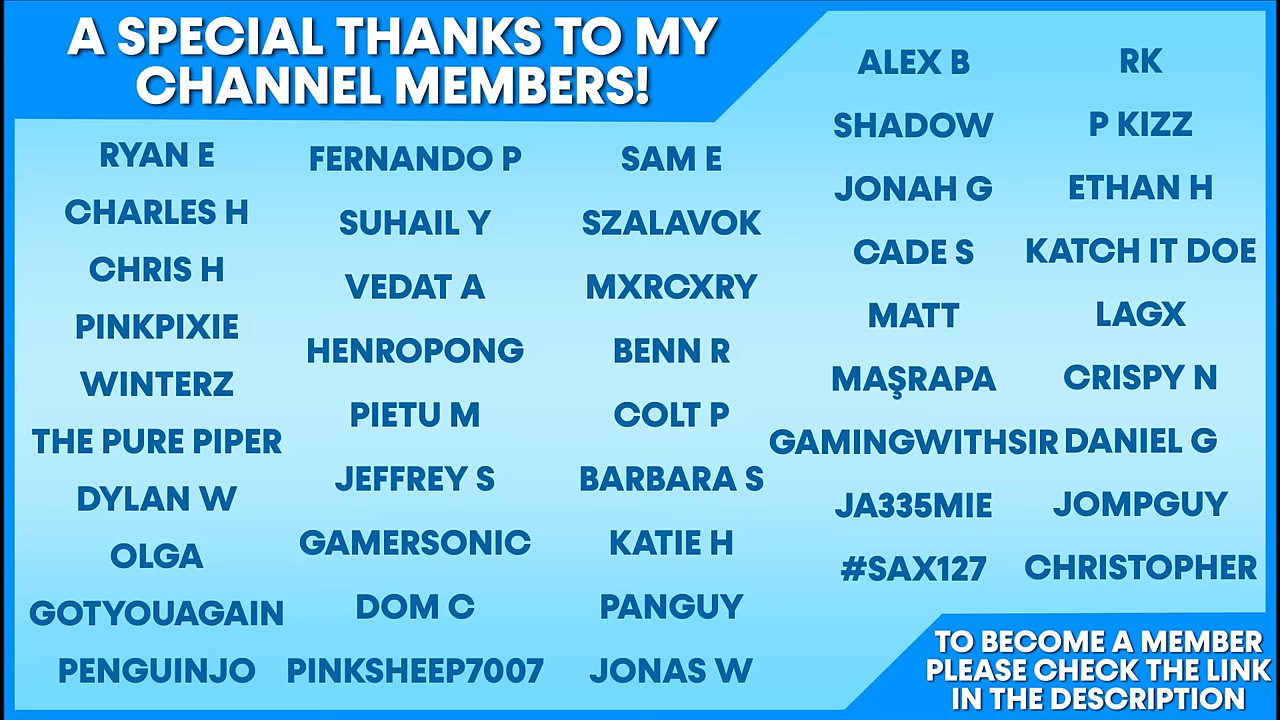 A SPECIAL THANKS TO MY
CHANNEL MEMBERS!
RYAN E
CHARLES H
CHRIS H
PINKPIXIE
WINTERZ
THE PURE PIPER
DYLAN W
OLGA
GOTYOUAGAIN
PENGUINJO
FERNANDO P
SUHAIL Y
VEDAT A
HENROPONG
PIETU M
JEFFREY S
GAMERSONIC
DOM C
PINKSHEEP7007
SAM E
SZALAVOK
MXRCXRY
BENN R
COLT P
BARBARA S
KATIE H
PANGUY
JONAS W
ALEX B
SHADOW
JONAH G
CADE S
MATT
MAŞRAPA
GAMINGWITHSIR
JA335MIE
#SAX127
RK
P KIZZ
ETHAN H
KATCH IT DOE
LAGX
CRISPY N
DANIEL G
JOMPGUY
CHRISTOPHER
TO BECOME A MEMBER
PLEASE CHECK THE LINK
IN THE DESCRIPTION